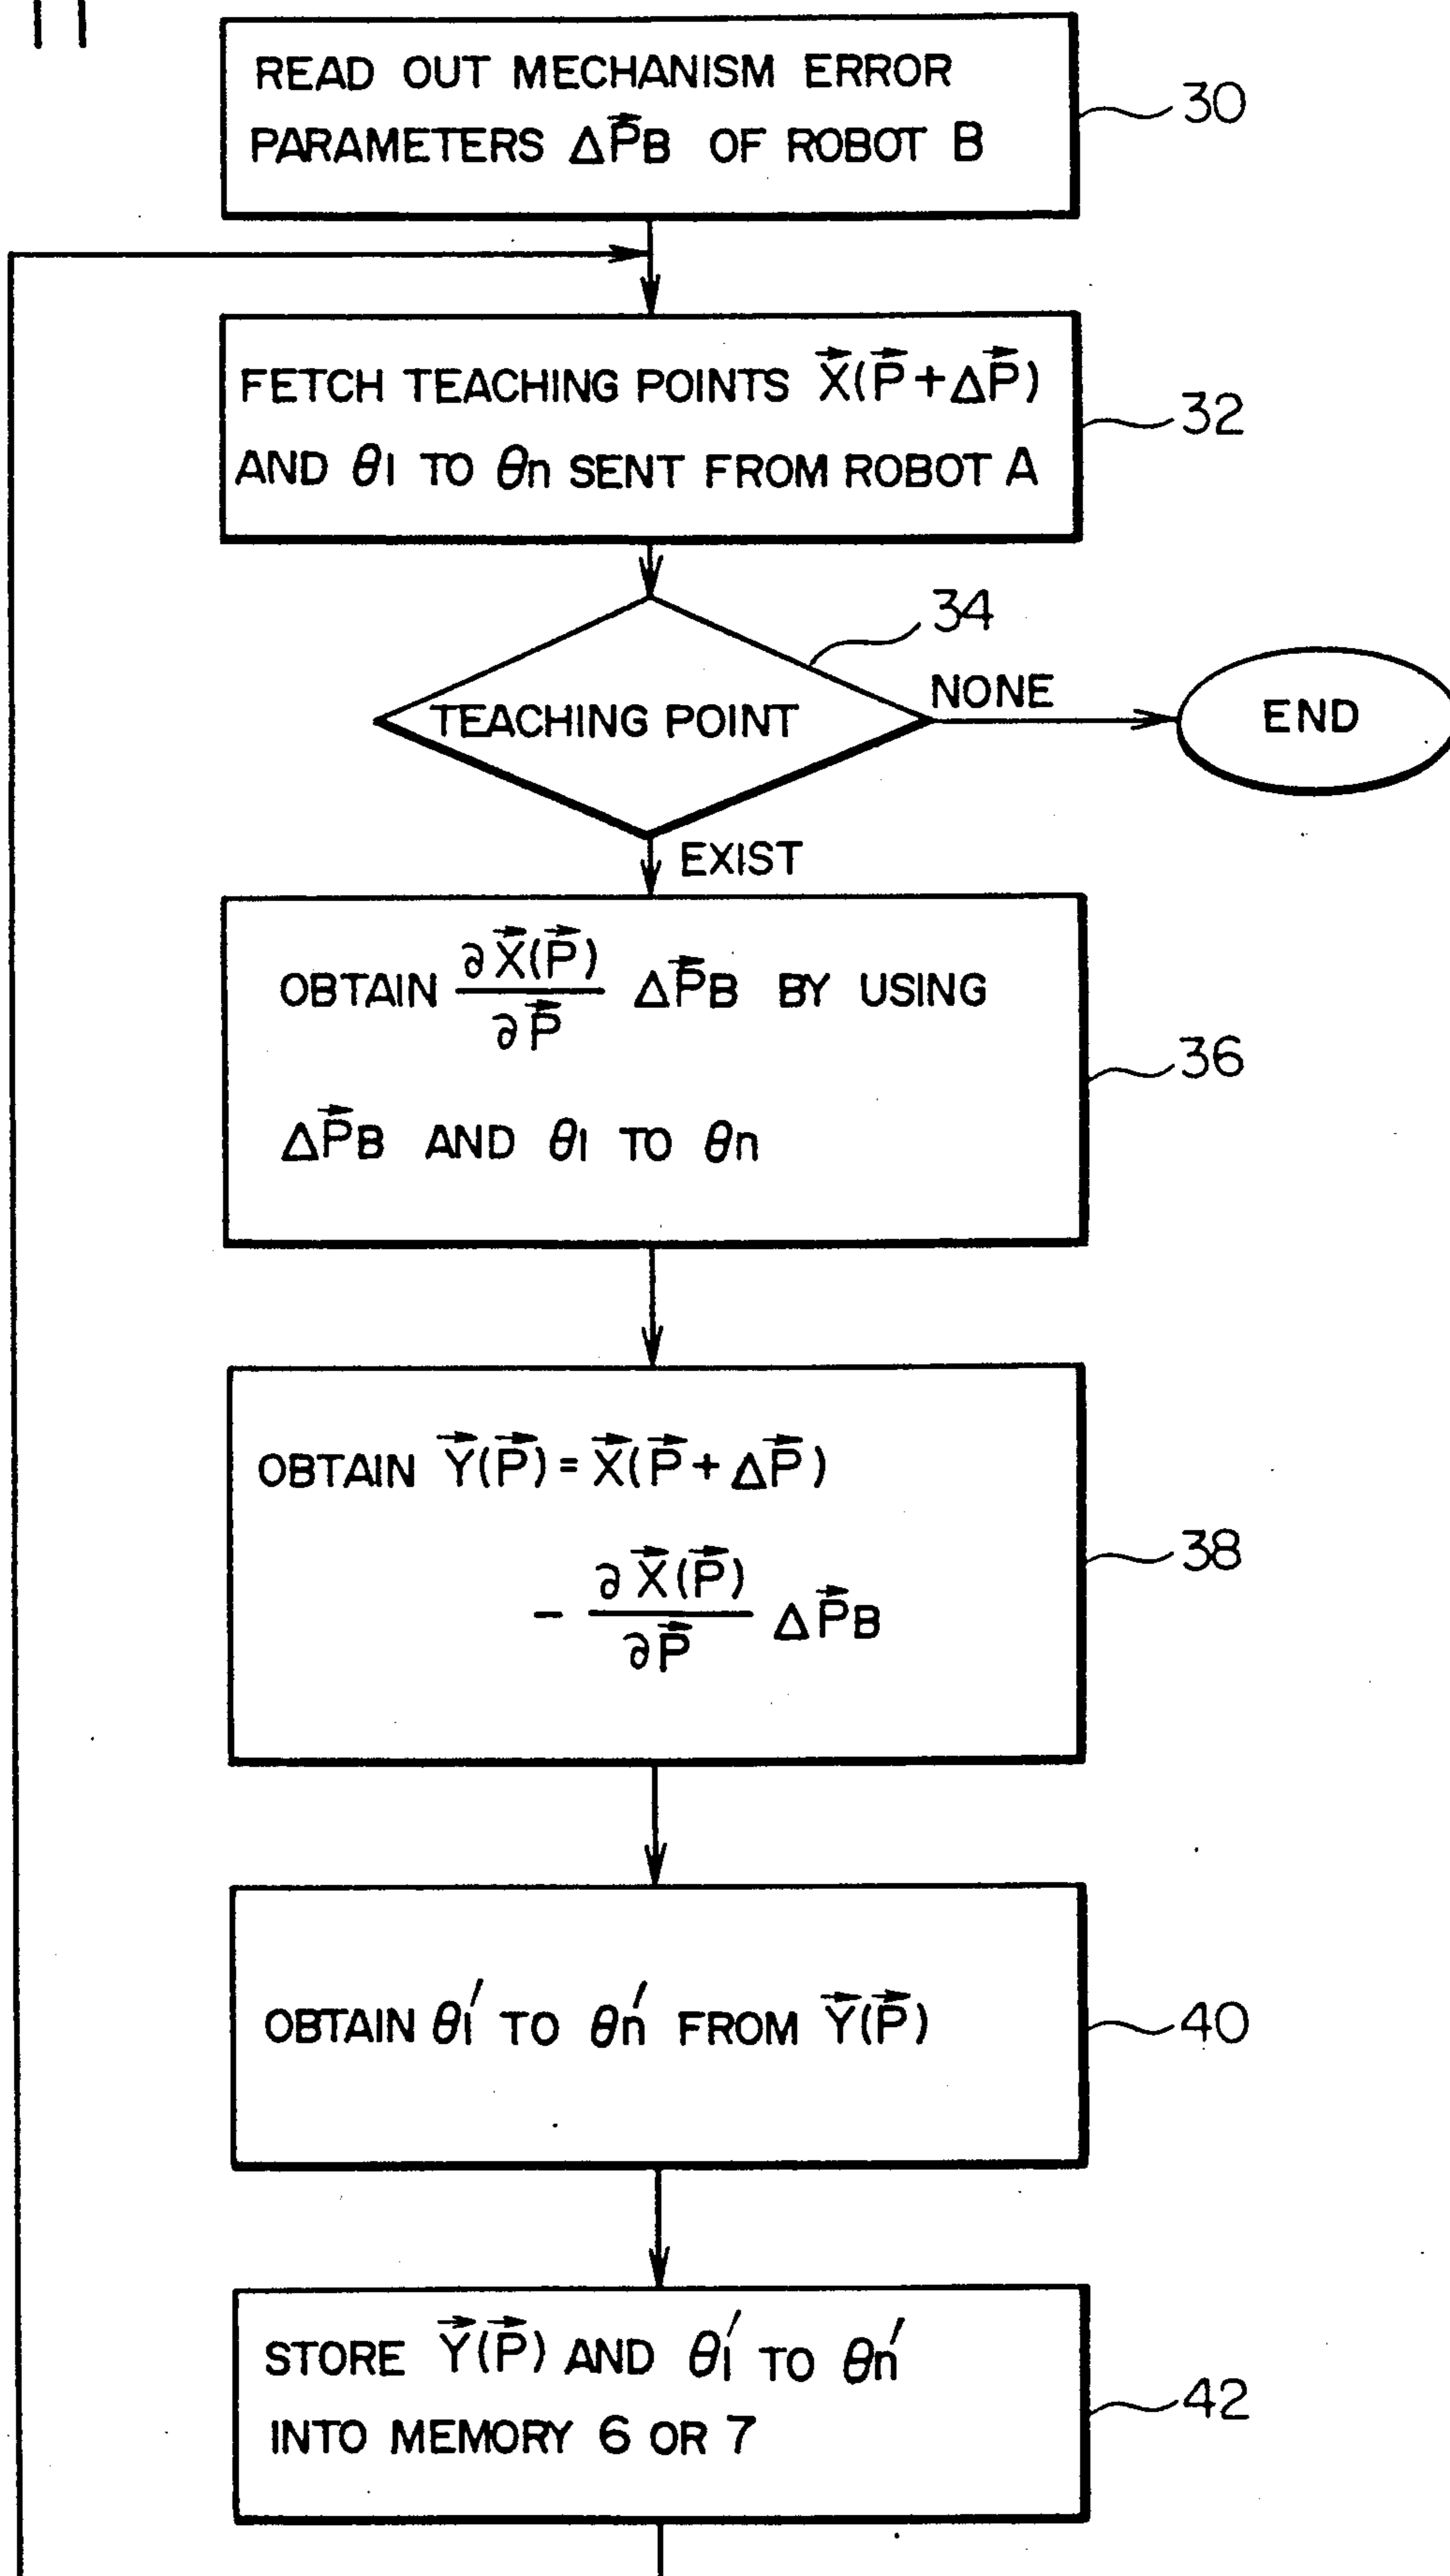 11
READ OUT MECHANISM ERROR
PARAMETERS ΔP⃗B OF ROBOT B
30
FETCH TEACHING POINTS X⃗(P⃗+ΔP⃗)
AND θ1 TO θn SENT FROM ROBOT A
32
34
TEACHING POINT
NONE
END
EXIST
OBTAIN ∂X⃗(P⃗)/∂P⃗ ΔP⃗B BY USING
ΔP⃗B AND θ1 TO θn
36
OBTAIN Y⃗(P⃗)=X⃗(P⃗+ΔP⃗)
- ∂X⃗(P⃗)/∂P⃗ ΔP⃗B
38
OBTAIN θ1′ TO θn′ FROM Y⃗(P⃗)
40
STORE Y⃗(P⃗) AND θ1′ TO θn′
INTO MEMORY 6 OR 7
42